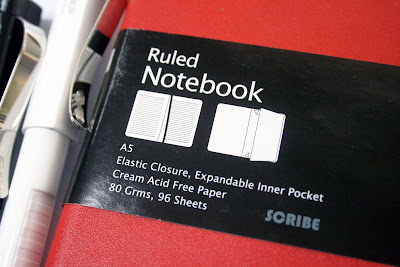 Ruled
Notebook
A5
Elastic Closure, Expandable Inner Pocket
Cream Acid Free Paper
80 Grms, 96 Sheets
SCRIBE